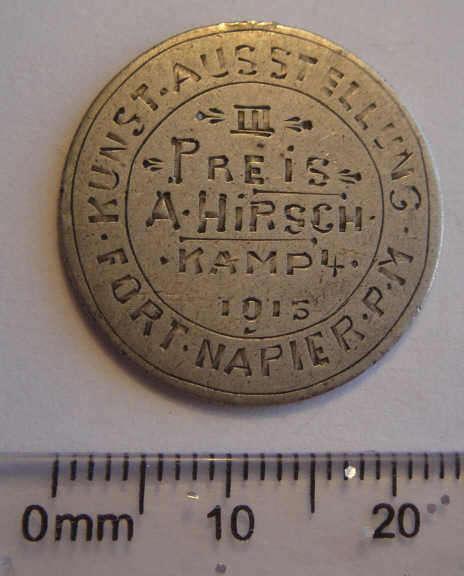 KUNST·AUSSTELLUNG
III
PREiS
A·HiRSCH·
·KAMP 4·
1915
·FORT·NAPIER·P·M·
0mm 10 20